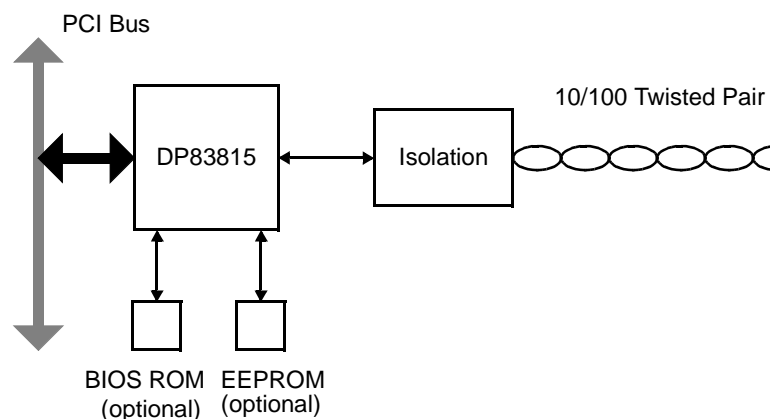 PCI Bus
10/100 Twisted Pair
DP83815
Isolation
BIOS ROM
(optional)
EEPROM
(optional)